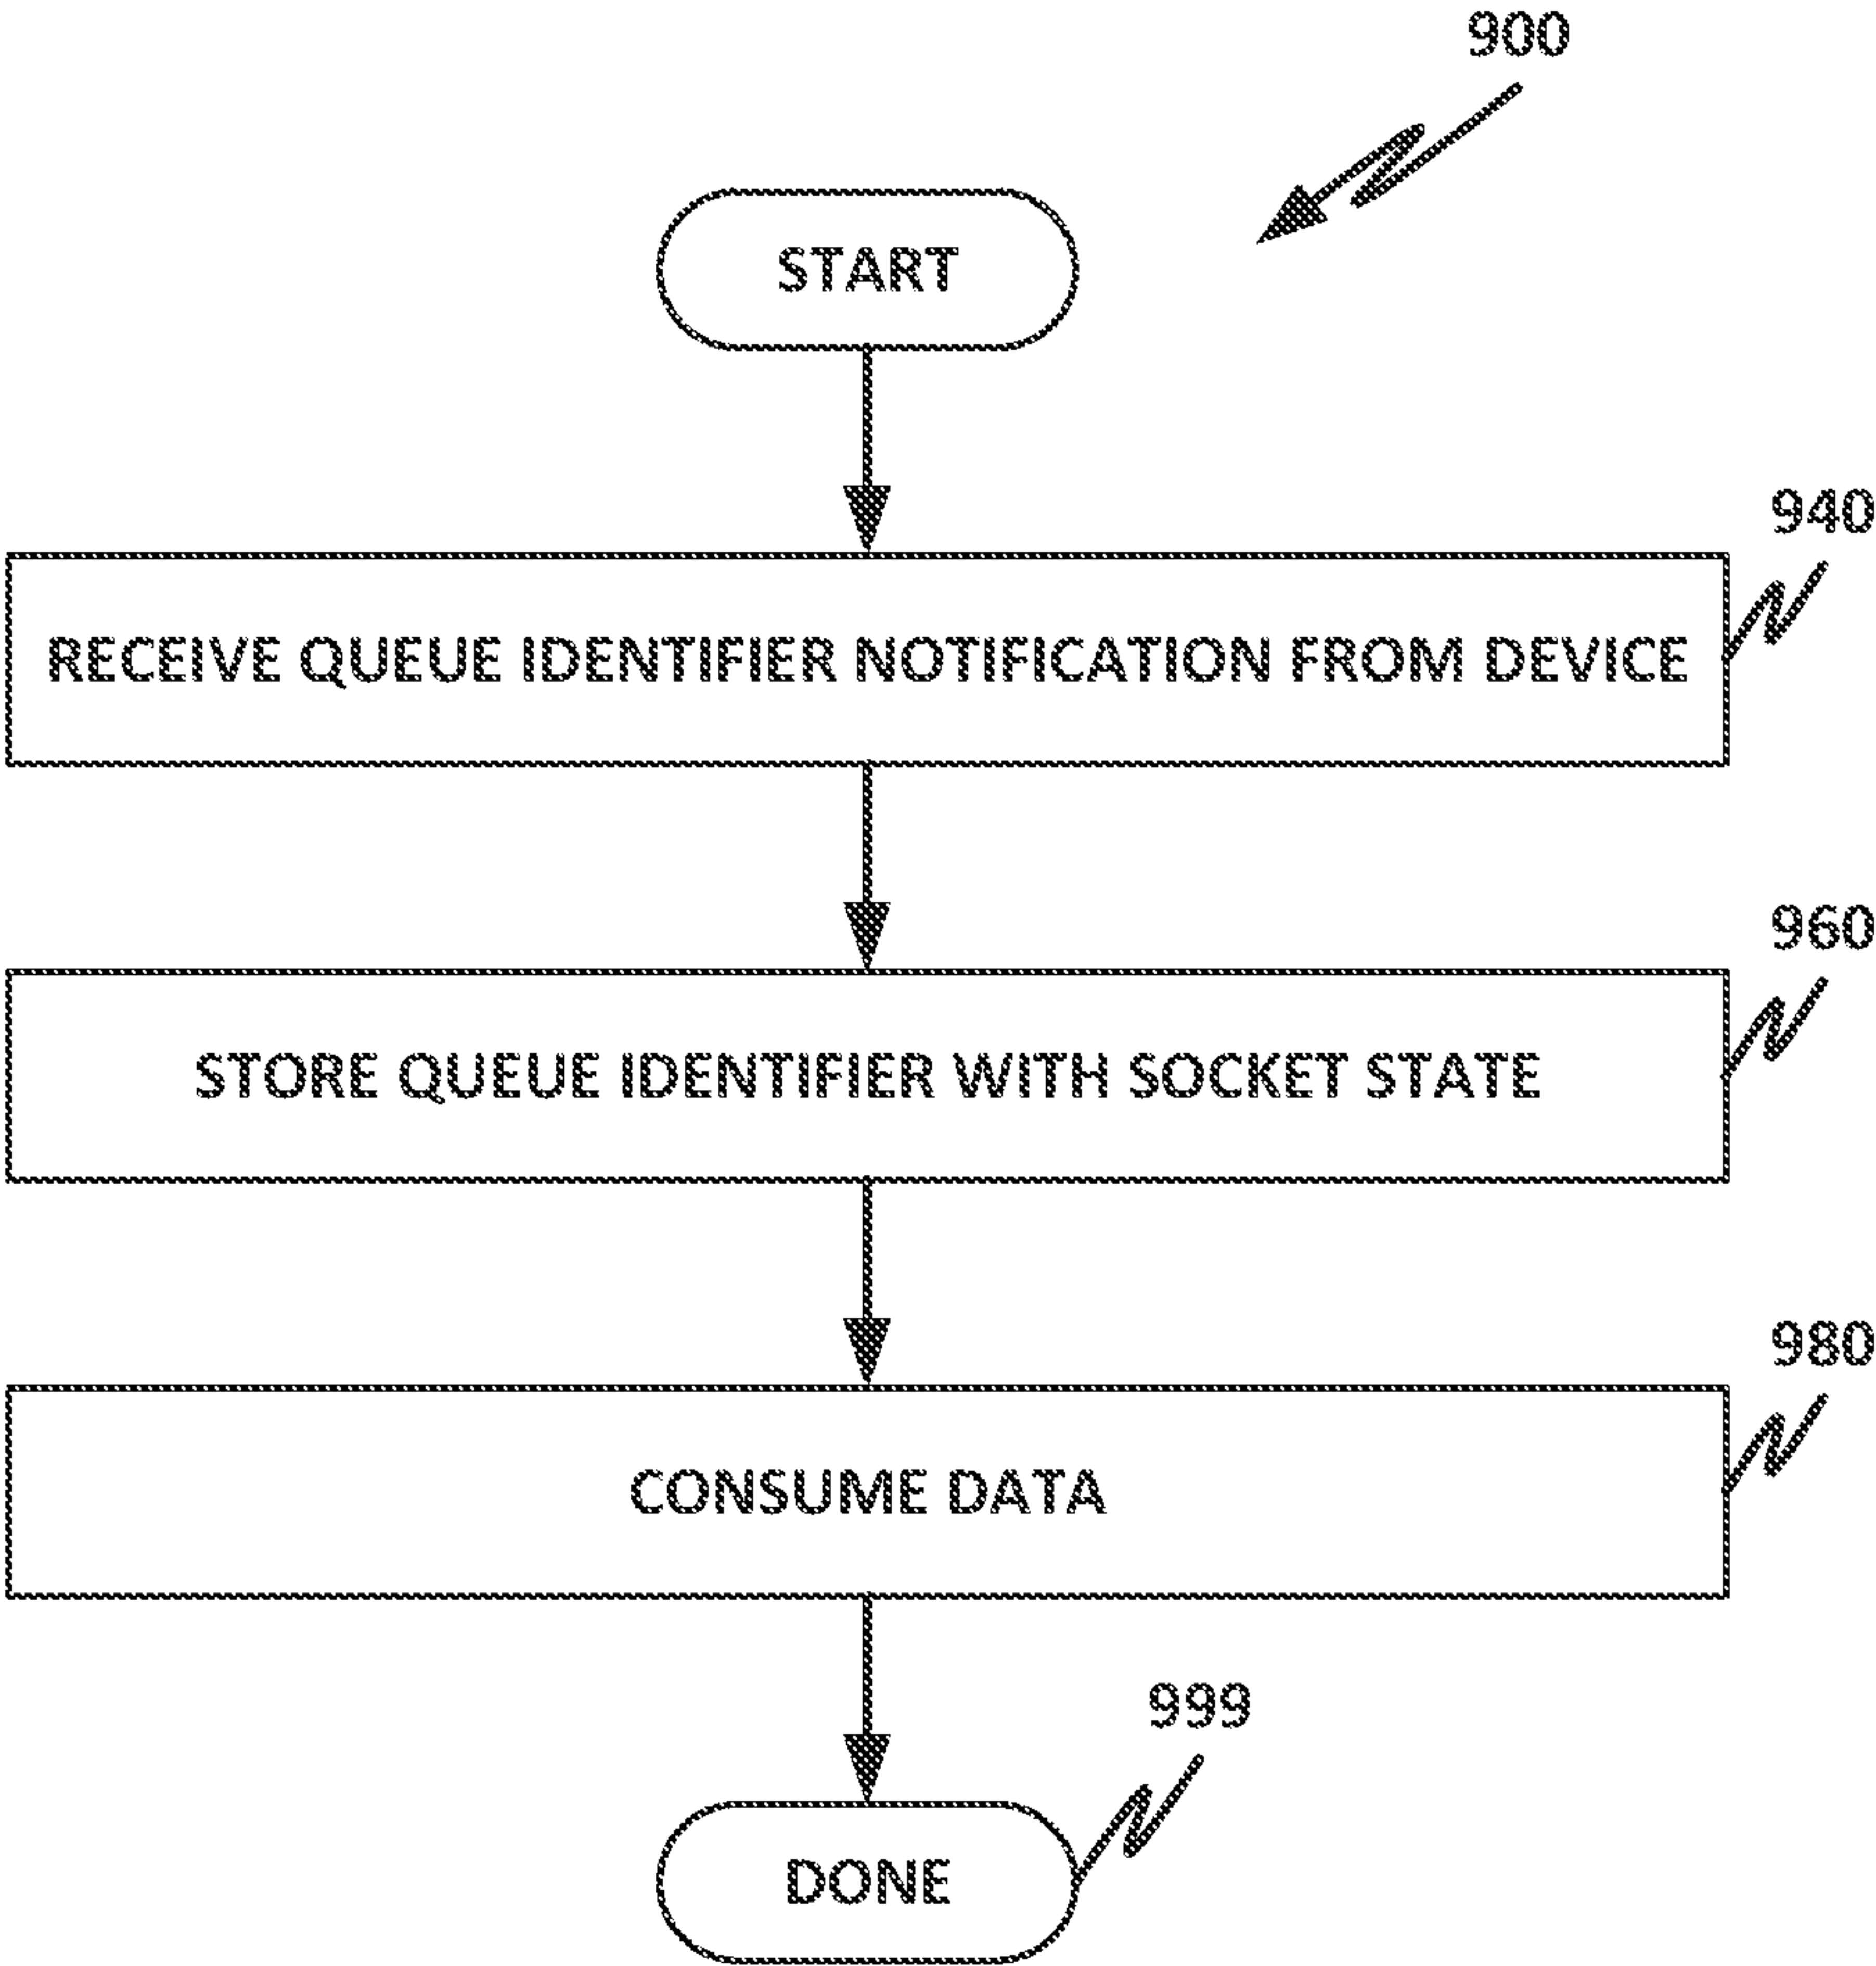 900
START
940
RECEIVE QUEUE IDENTIFIER NOTIFICATION FROM DEVICE
960
STORE QUEUE IDENTIFIER WITH SOCKET STATE
980
CONSUME DATA
999
DONE